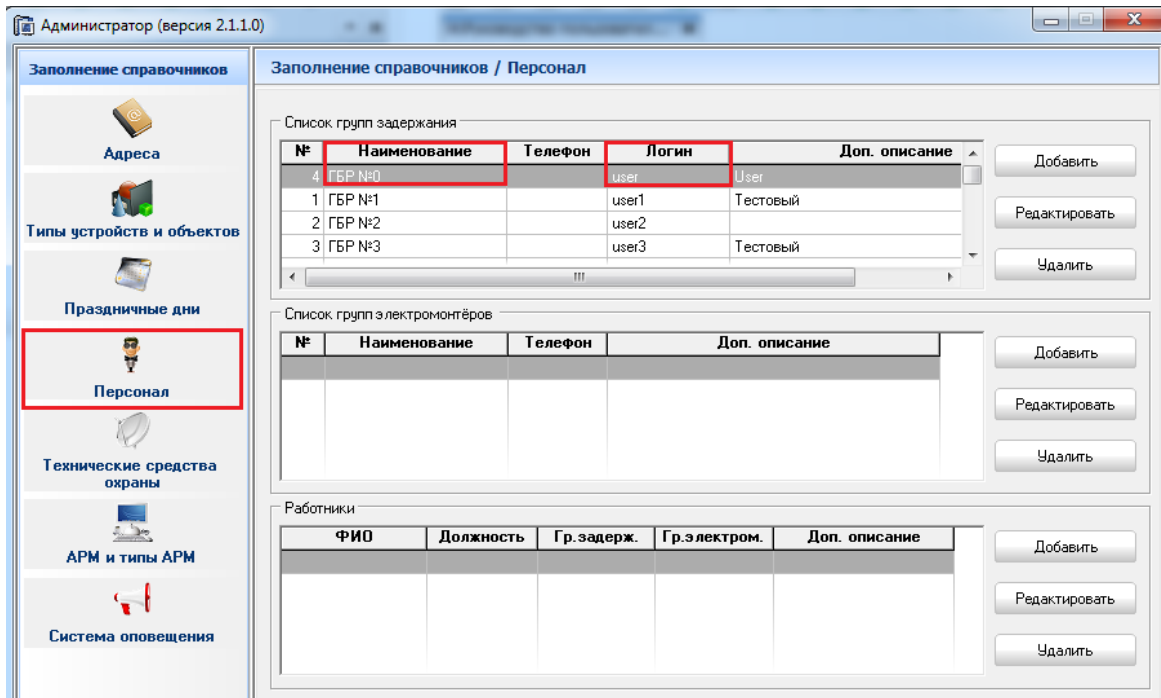 Администратор (версия 2.1.1.0)
Заполнение справочников
Адреса
Типы устройств и объектов
Праздничные дни
Персонал
Технические средства
охраны
АРМ и типы АРМ
Система оповещения
Заполнение справочников / Персонал
Список групп задержания
№ Наименование Телефон Логин Доп. описание
4 ГБР №0 user User
1 ГБР №1 user1 Тестовый
2 ГБР №2 user2
3 ГБР №3 user3 Тестовый
Добавить
Редактировать
Удалить
Список групп электромонтёров
№ Наименование Телефон Доп. описание
Добавить
Редактировать
Удалить
Работники
ФИО Должность Гр.задерж. Гр.электром. Доп. описание
Добавить
Редактировать
Удалить